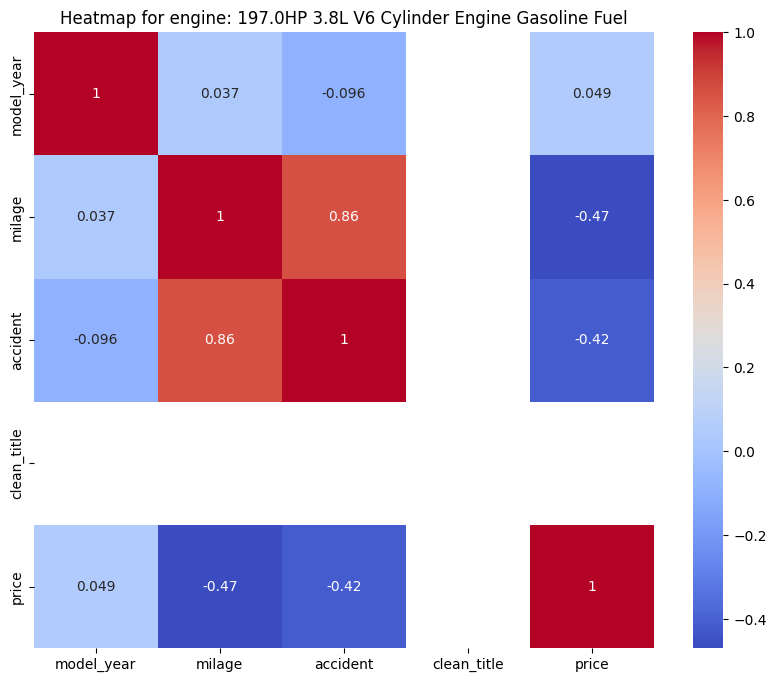 Heatmap for engine: 197.0HP 3.8L V6 Cylinder Engine Gasoline Fuel
model_year 1 0.037 -0.096 0.049
milage 0.037 1 0.86 -0.47
accident -0.096 0.86 1 -0.42
clean_title
price 0.049 -0.47 -0.42 1
model_year milage accident clean_title price
1.0
0.8
0.6
0.4
0.2
0.0
-0.2
-0.4